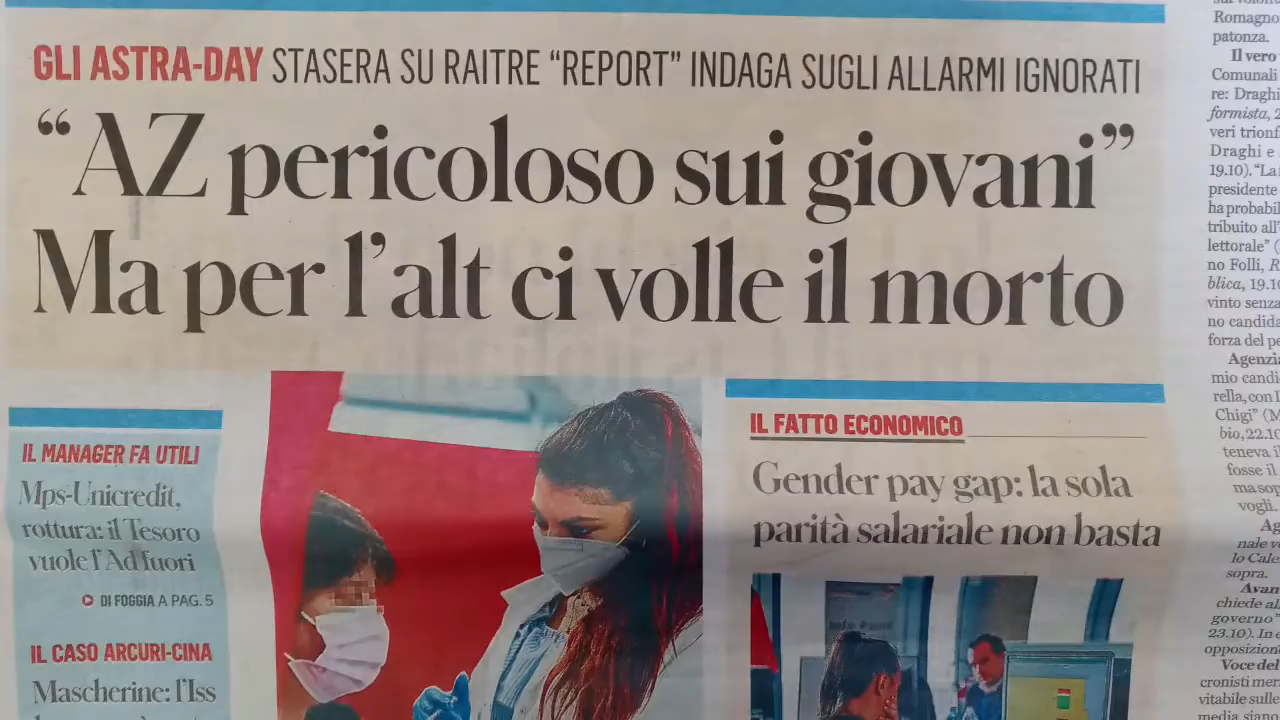 GLI ASTRA-DAY STASERA SU RAITRE “REPORT” INDAGA SUGLI ALLARMI IGNORATI
“AZ pericoloso sui giovani”
Ma per l’alt ci volle il morto
IL MANAGER FA UTILI
Mps-Unicredit,
rottura: il Tesoro
vuole l’Ad fuori
DI FOGGIA A PAG. 5
IL CASO ARCURI-CINA
Mascherine: l’Iss
IL FATTO ECONOMICO
Gender pay gap: la sola
parità salariale non basta
Romagno
patonza.
Il vero
Comunali
re: Draghi
formista, 2
veri trionf
Draghi e
19.10). “La
presidente
ha probabil
tribuito all’
lettorale” (
no Folli, R
blica, 19.10
vinto senza
no candida
forza del pe
Agenzia
mio candi
rella, con
Chigi” (M
bio, 22.10
teneva i
fosse il
ma sop
vogli.
Ag
nale v
lo Cale
sopra.
Avan
chiede al
governo”
23.10). In
opposizion
Voce del
cronisti mer
vitabile sulle
media siano